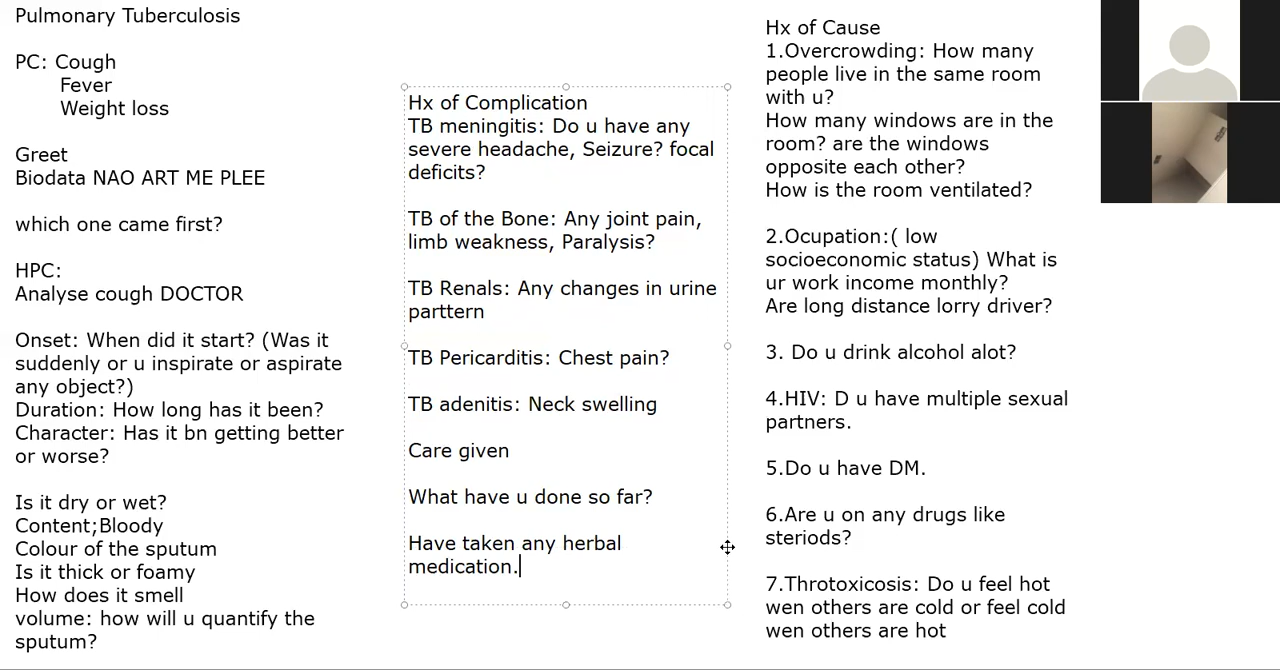 Pulmonary Tuberculosis
PC: Cough
Fever
Weight loss
Greet
Biodata NAO ART ME PLEE
which one came first?
HPC:
Analyse cough DOCTOR
Onset: When did it start? (Was it
suddenly or u inspirate or aspirate
any object?)
Duration: How long has it been?
Character: Has it bn getting better
or worse?
Is it dry or wet?
Content;Bloody
Colour of the sputum
Is it thick or foamy
How does it smell
volume: how will u quantify the
sputum?
Hx of Complication
TB meningitis: Do u have any
severe headache, Seizure? focal
deficits?
TB of the Bone: Any joint pain,
limb weakness, Paralysis?
TB Renals: Any changes in urine
parttern
TB Pericarditis: Chest pain?
TB adenitis: Neck swelling
Care given
What have u done so far?
Have taken any herbal
medication.
Hx of Cause
1.Overcrowding: How many
people live in the same room
with u?
How many windows are in the
room? are the windows
opposite each other?
How is the room ventilated?
2.Ocupation:( low
socioeconomic status) What is
ur work income monthly?
Are long distance lorry driver?
3. Do u drink alcohol alot?
4.HIV: D u have multiple sexual
partners.
5.Do u have DM.
6.Are u on any drugs like
steriods?
7.Throtoxicosis: Do u feel hot
wen others are cold or feel cold
wen others are hot